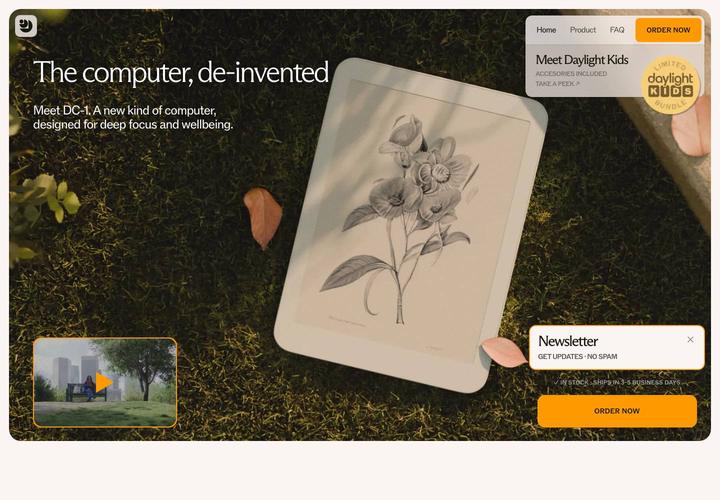 Home
Product
FAQ
ORDER NOW
The computer, de-invented
Meet DC-1. A new kind of computer,
designed for deep focus and wellbeing.
Meet Daylight Kids
ACCESORIES INCLUDED
TAKE A PEEK ↗
LIMITED
daylight
KIDS
BUNDLE
Newsletter
GET UPDATES · NO SPAM
✓ IN STOCK · SHIPS IN 3-5 BUSINESS DAYS
ORDER NOW